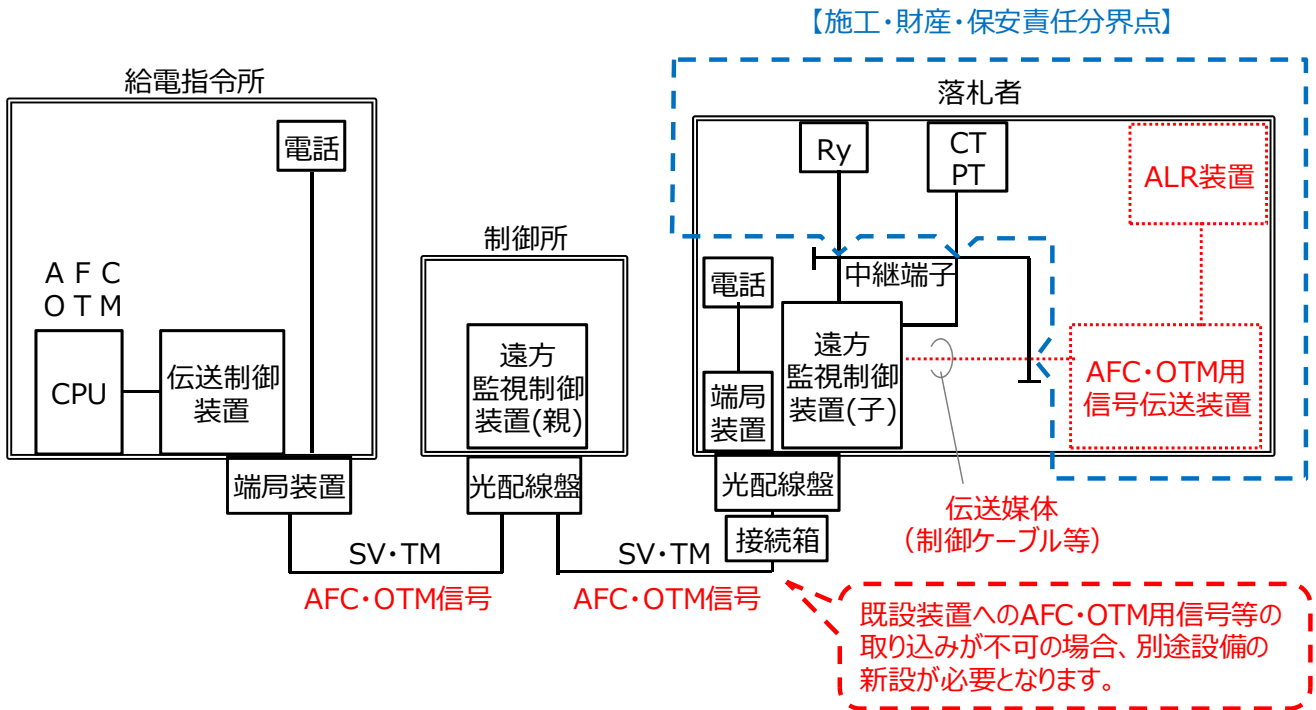 【施工・財産・保安責任分界点】
給電指令所
電話
ＡＦＣ
ＯＴＭ
CPU
伝送制御
装置
端局装置
制御所
遠方
監視制御
装置(親)
光配線盤
落札者
Ry
CT
PT
ALR装置
中継端子
電話
遠方
監視制御
装置(子)
端局
装置
AFC・OTM用
信号伝送装置
光配線盤
接続箱
伝送媒体
（制御ケーブル等）
SV・TM
AFC・OTM信号
SV・TM
AFC・OTM信号
既設装置へのAFC・OTM用信号等の
取り込みが不可の場合、別途設備の
新設が必要となります。